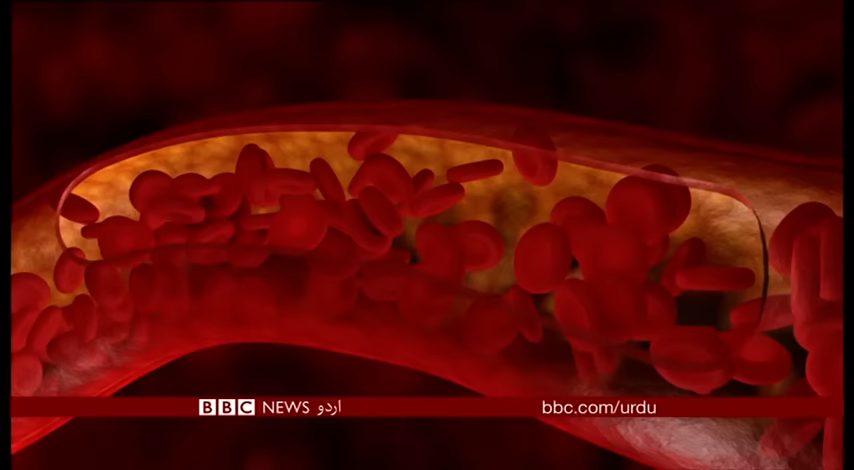 BBC NEWS اردو
bbc.com/urdu